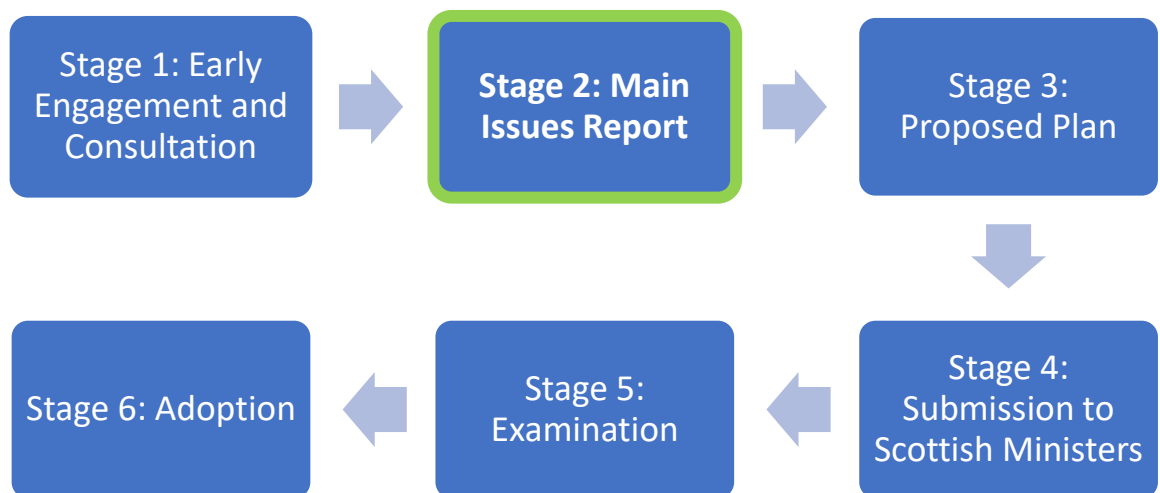 Stage 1: Early
Engagement and
Consultation
Stage 2: Main
Issues Report
Stage 3:
Proposed Plan
Stage 4:
Submission to
Scottish Ministers
Stage 5:
Examination
Stage 6: Adoption